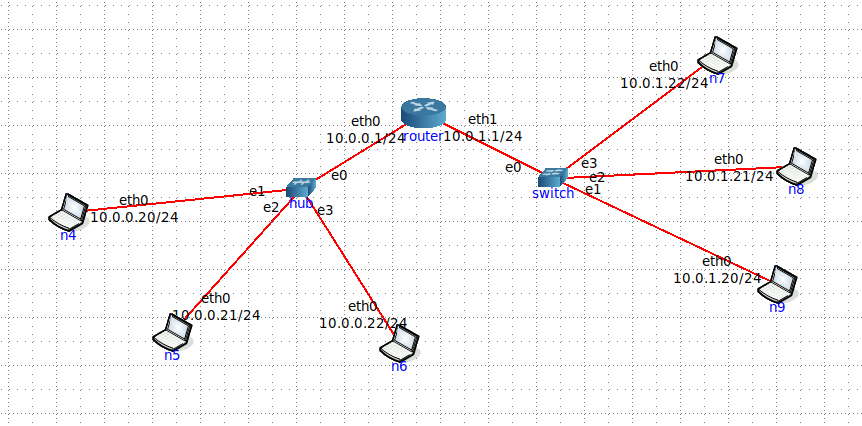 eth0
10.0.1.22/24
n7
eth0
10.0.0.1/24
router
eth1
10.0.1.1/24
e0
e0
hub
e1
e2
e3
switch
e3
e2
e1
eth0
10.0.1.21/24
n8
eth0
10.0.0.20/24
n4
eth0
10.0.1.20/24
n9
eth0
10.0.0.21/24
n5
eth0
10.0.0.22/24
n6